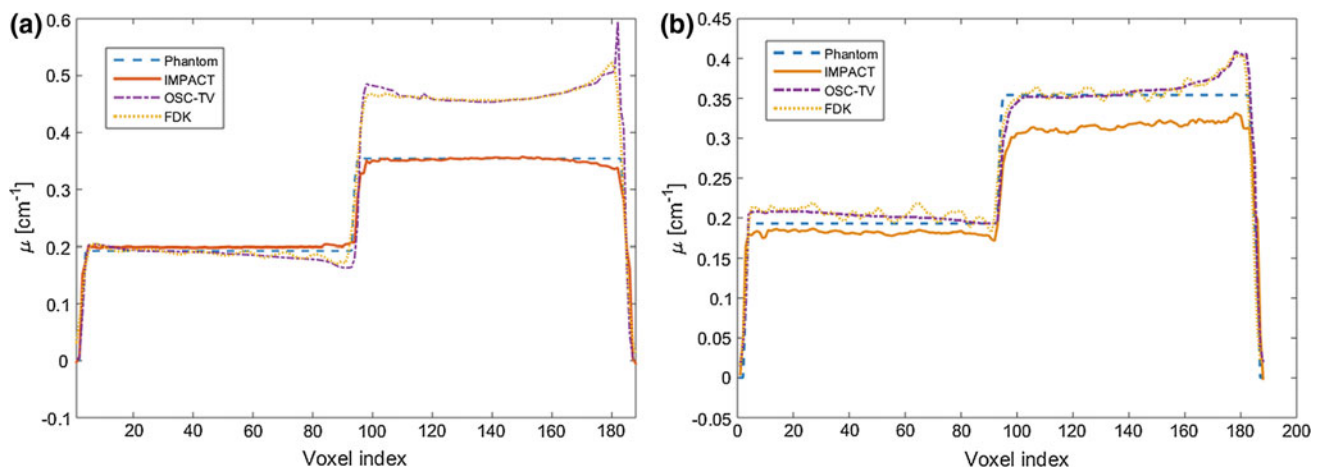 (a)
0.6
0.5
0.4
0.3
0.2
0.1
0
-0.1
μ [cm⁻¹]
Phantom
IMPACT
OSC-TV
FDK
20 40 60 80 100 120 140 160 180
Voxel index
(b)
0.45
0.4
0.35
0.3
0.25
0.2
0.15
0.1
0.05
0
-0.05
μ [cm⁻¹]
Phantom
IMPACT
OSC-TV
FDK
0 20 40 60 80 100 120 140 160 180 200
Voxel index